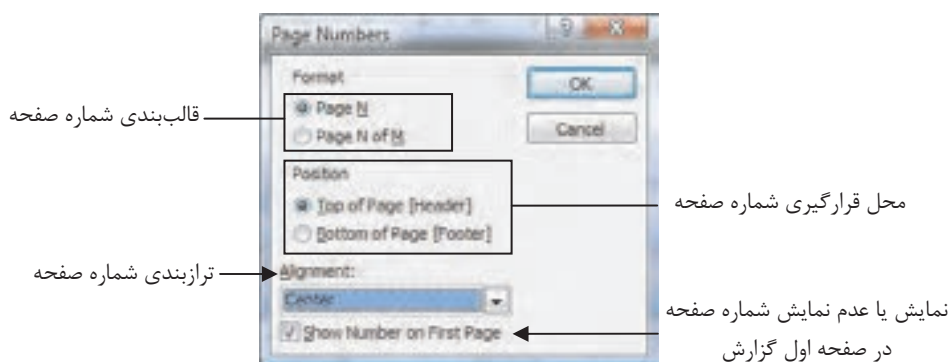 Page Numbers
Format
Page N
Page N of M
OK
Cancel
Position
Top of Page [Header]
Bottom of Page [Footer]
Alignment:
Center
Show Number on First Page
قالب‌بندی شماره صفحه
محل قرارگیری شماره صفحه
ترازبندی شماره صفحه
نمایش یا عدم نمایش شماره صفحه
در صفحه اول گزارش